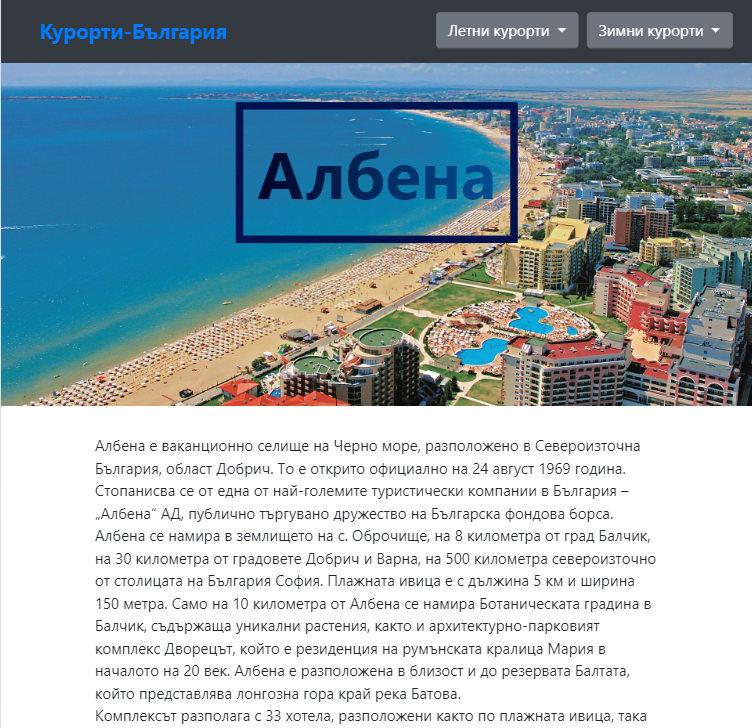 Курорти-България
Летни курорти
Зимни курорти
Албена
Албена е ваканционно селище на Черно море, разположено в Североизточна
България, област Добрич. То е открито официално на 24 август 1969 година.
Стопанисва се от една от най-големите туристически компании в България –
„Албена“ АД, публично търгувано дружество на Българска фондова борса.
Албена се намира в землището на с. Оброчище, на 8 километра от град Балчик,
на 30 километра от градовете Добрич и Варна, на 500 километра североизточно
от столицата на България София. Плажната ивица е с дължина 5 км и ширина
150 метра. Само на 10 километра от Албена се намира Ботаническата градина в
Балчик, съдържаща уникални растения, както и архитектурно-парковият
комплекс Дворецът, който е резиденция на румънската кралица Мария в
началото на 20 век. Албена е разположена в близост и до резервата Балтата,
който представлява лонгозна гора край река Батова.
Комплексът разполага с 33 хотела, разположени както по плажната ивица, така